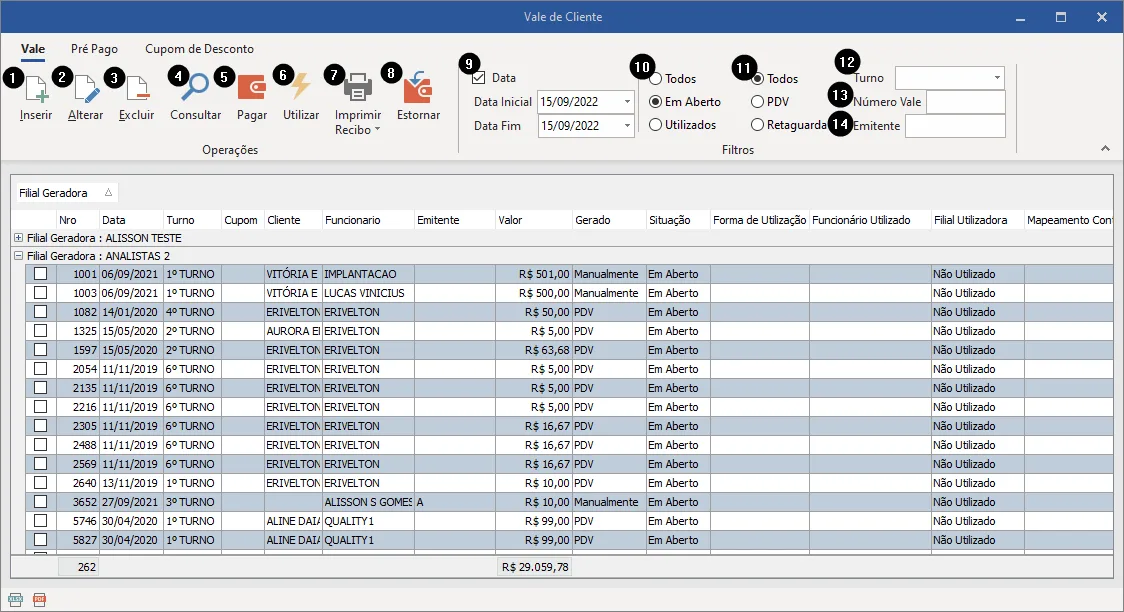 Vale de Cliente
Vale Pré Pago Cupom de Desconto
1 2 3 4 5 6 7 8 9 10 11 12 13 14
Inserir Alterar Excluir Consultar Pagar Utilizar Imprimir Recibo Estornar
Operações
Data
Data Inicial 15/09/2022
Data Fim 15/09/2022
Todos
Em Aberto
Utilizados
Todos
PDV
Retaguarda
Turno
Número Vale
Emitente
Filtros
Filial Geradora
Nro Data Turno Cupom Cliente Funcionario Emitente Valor Gerado Situação Forma de Utilização Funcionário Utilizado Filial Utilizadora Mapeamento Con
Filial Geradora : ALISSON TESTE
Filial Geradora : ANALISTAS 2
1001 06/09/2021 1º TURNO VITÓRIA E IMPLANTACAO R$ 501,00 Manualmente Em Aberto Não Utilizado
1003 06/09/2021 1º TURNO VITÓRIA E LUCAS VINICIUS R$ 500,00 Manualmente Em Aberto Não Utilizado
1082 14/01/2020 4º TURNO ERIVELTON ERIVELTON R$ 50,00 PDV Em Aberto Não Utilizado
1325 15/05/2020 2º TURNO AURORA E ERIVELTON R$ 5,00 PDV Em Aberto Não Utilizado
1597 15/05/2020 2º TURNO ERIVELTON ERIVELTON R$ 63,68 PDV Em Aberto Não Utilizado
2054 11/11/2019 6º TURNO ERIVELTON ERIVELTON R$ 5,00 PDV Em Aberto Não Utilizado
2135 11/11/2019 6º TURNO ERIVELTON ERIVELTON R$ 5,00 PDV Em Aberto Não Utilizado
2216 11/11/2019 6º TURNO ERIVELTON ERIVELTON R$ 5,00 PDV Em Aberto Não Utilizado
2305 11/11/2019 6º TURNO ERIVELTON ERIVELTON R$ 16,67 PDV Em Aberto Não Utilizado
2488 11/11/2019 6º TURNO ERIVELTON ERIVELTON R$ 16,67 PDV Em Aberto Não Utilizado
2569 11/11/2019 6º TURNO ERIVELTON ERIVELTON R$ 16,67 PDV Em Aberto Não Utilizado
2640 13/11/2019 1º TURNO ERIVELTON ERIVELTON R$ 10,00 PDV Em Aberto Não Utilizado
3652 27/09/2021 3º TURNO ALISSON S GOMES A R$ 10,00 Manualmente Em Aberto Não Utilizado
5746 30/04/2020 1º TURNO ALINE DAIA QUALITY1 R$ 99,00 PDV Em Aberto Não Utilizado
5827 30/04/2020 1º TURNO ALINE DAIA QUALITY1 R$ 99,00 PDV Em Aberto Não Utilizado
262 R$ 29.059,78
XLSX PDF